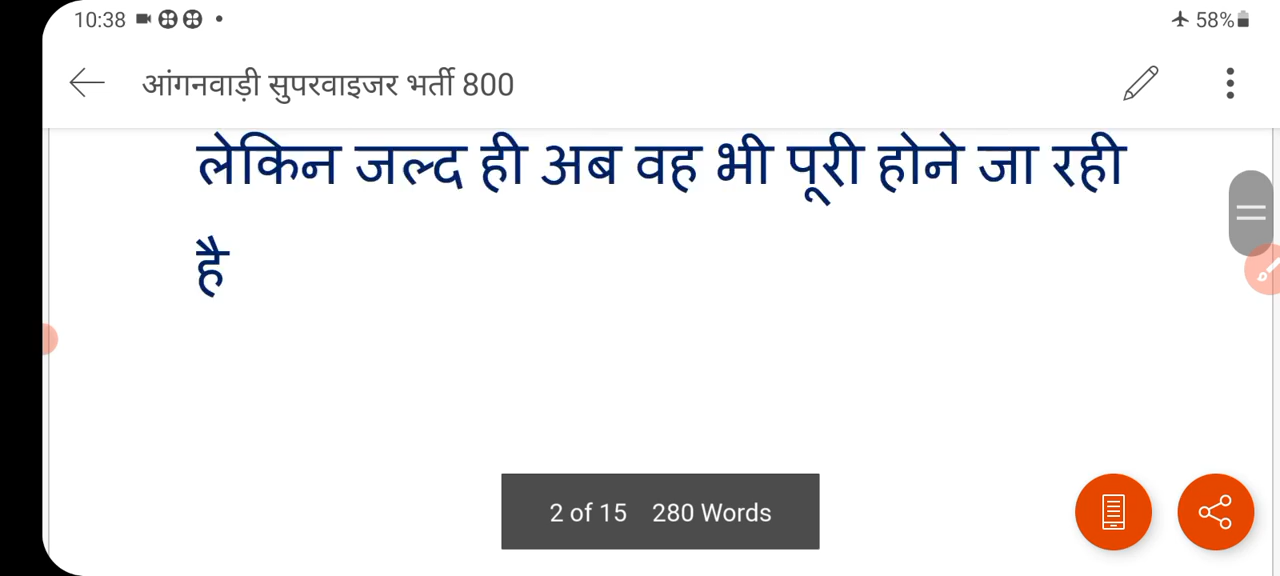 10:38 58%
आंगनवाड़ी सुपरवाइजर भर्ती 800
लेकिन जल्द ही अब वह भी पूरी होने जा रही
है
2 of 15 280 Words